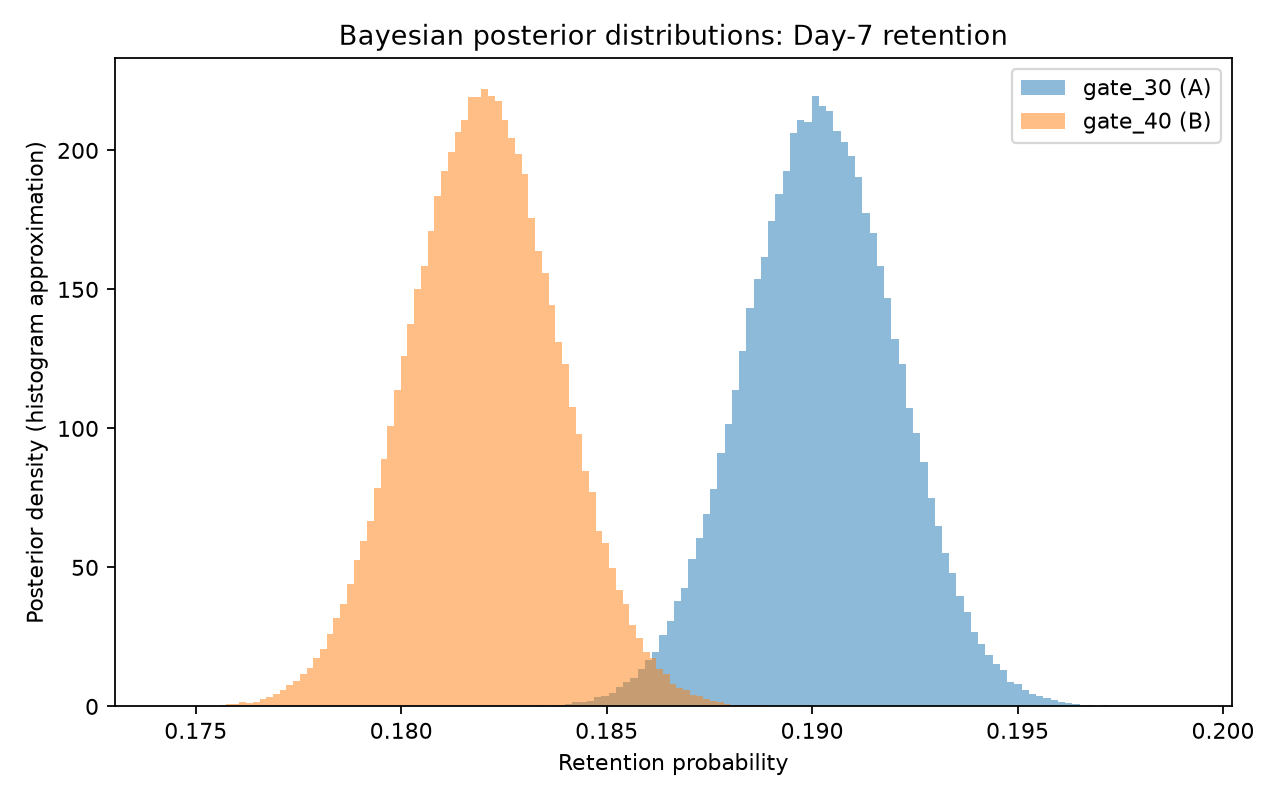 Bayesian posterior distributions: Day-7 retention
gate_30 (A)
gate_40 (B)
Posterior density (histogram approximation)
200
150
100
50
0
0.175 0.180 0.185 0.190 0.195 0.200
Retention probability